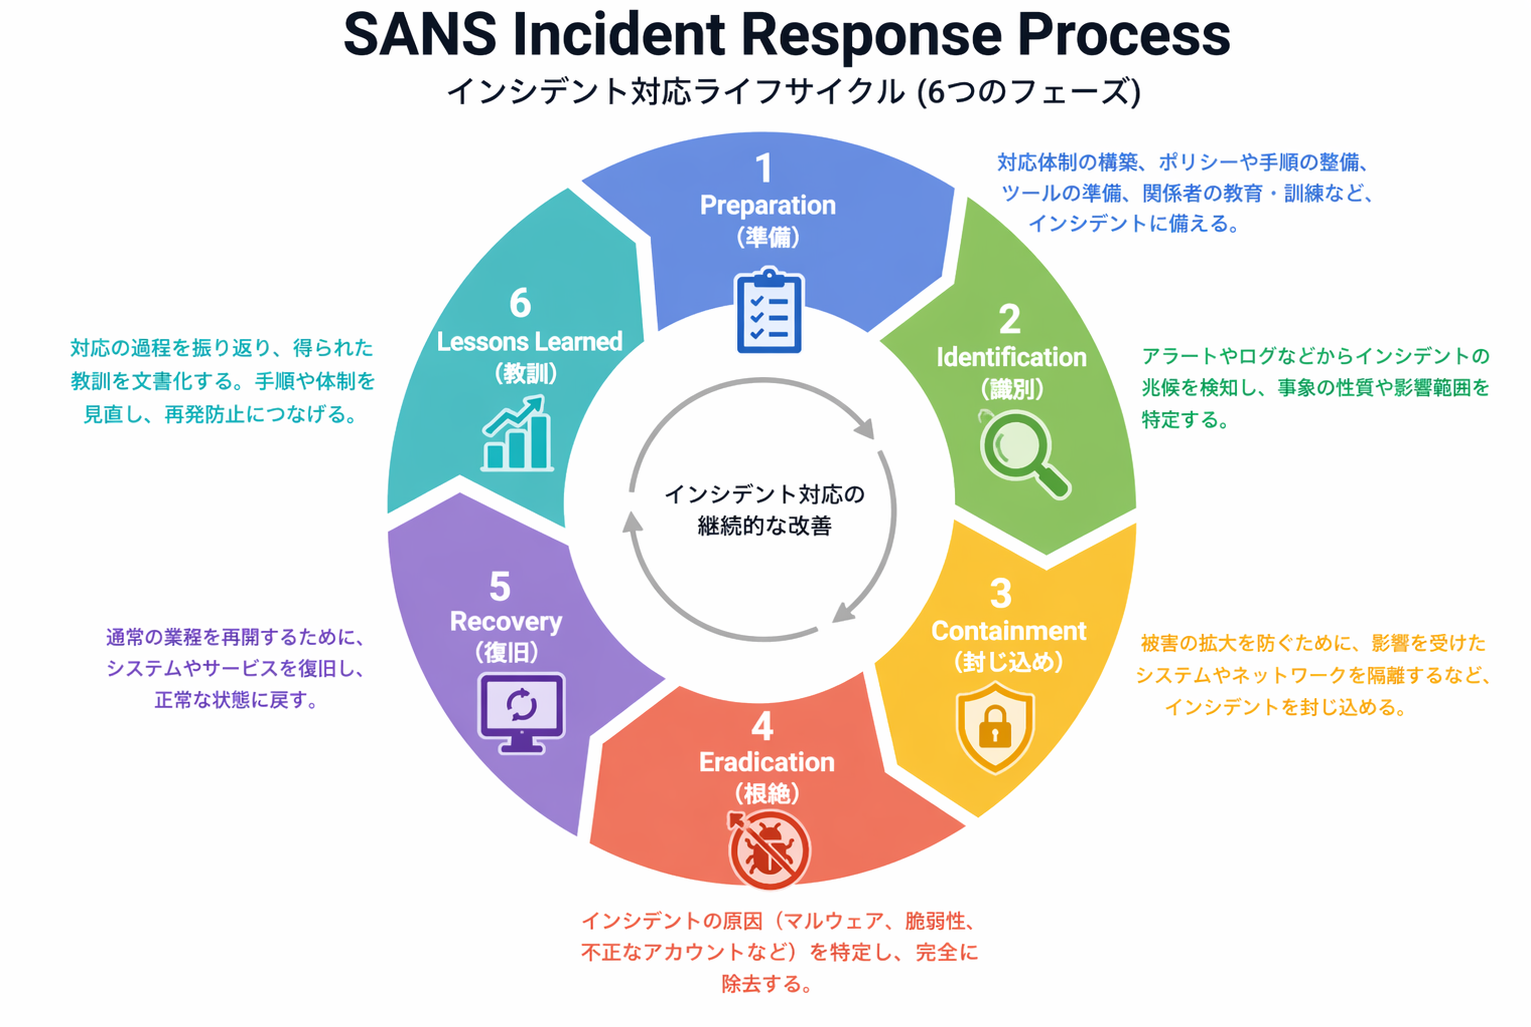 SANS Incident Response Process
インシデント対応ライフサイクル (6つのフェーズ)
1
Preparation
（準備）
対応体制の構築、ポリシーや手順の整備、
ツールの準備、関係者の教育・訓練など、
インシデントに備える。
2
Identification
（識別）
アラートやログなどからインシデントの
兆候を検知し、事象の性質や影響範囲を
特定する。
3
Containment
（封じ込め）
被害の拡大を防ぐために、影響を受けた
システムやネットワークを隔離するなど、
インシデントを封じ込める。
4
Eradication
（根絶）
インシデントの原因（マルウェア、脆弱性、
不正なアカウントなど）を特定し、完全に
除去する。
5
Recovery
（復旧）
通常の業務を再開するために、
システムやサービスを復旧し、
正常な状態に戻す。
6
Lessons Learned
（教訓）
対応の過程を振り返り、得られた
教訓を文書化する。手順や体制を
見直し、再発防止につなげる。
インシデント対応の
継続的な改善